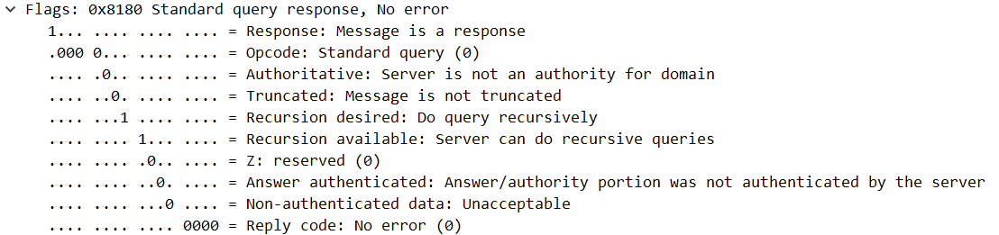 Flags: 0x8180 Standard query response, No error
1... .... .... .... = Response: Message is a response
.000 0... .... .... = Opcode: Standard query (0)
.... .0.. .... .... = Authoritative: Server is not an authority for domain
.... ..0. .... .... = Truncated: Message is not truncated
.... ...1 .... .... = Recursion desired: Do query recursively
.... .... 1... .... = Recursion available: Server can do recursive queries
.... .... .0.. .... = Z: reserved (0)
.... .... ..0. .... = Answer authenticated: Answer/authority portion was not authenticated by the server
.... .... ...0 .... = Non-authenticated data: Unacceptable
.... .... .... 0000 = Reply code: No error (0)